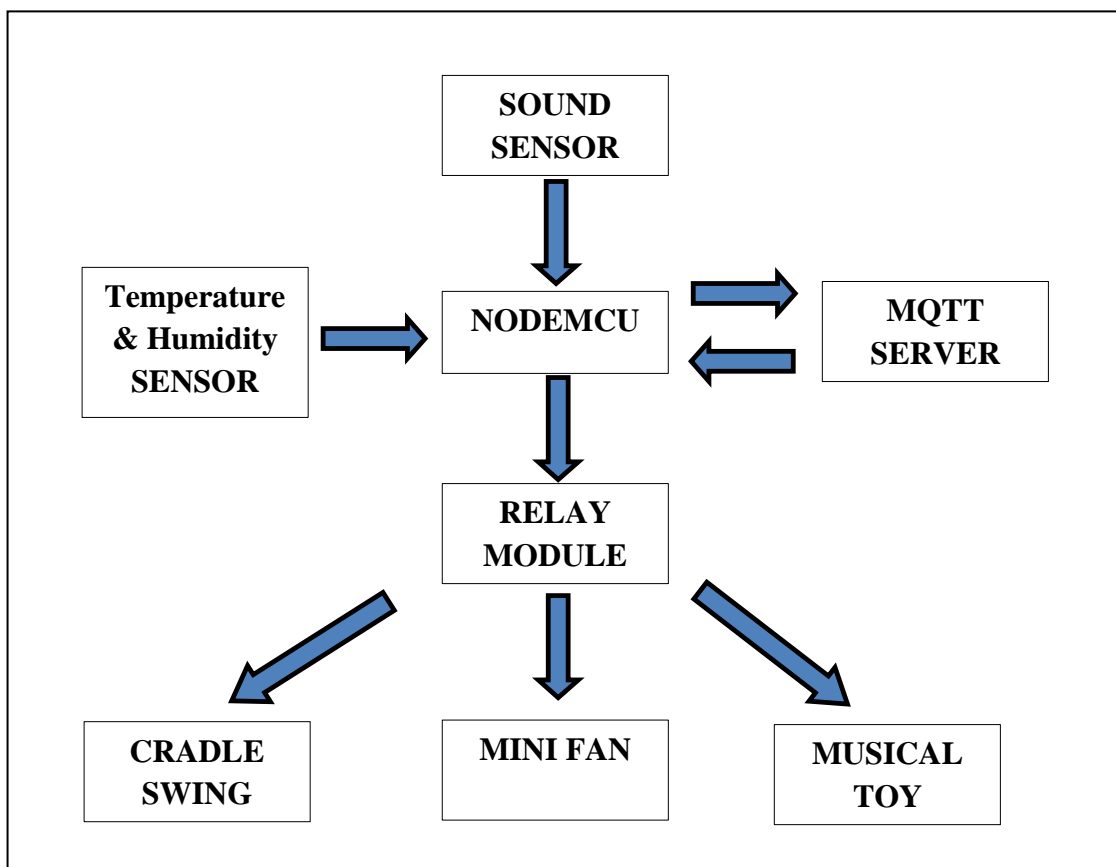 SOUND
SENSOR
Temperature
& Humidity
SENSOR
NODEMCU
MQTT
SERVER
RELAY
MODULE
CRADLE
SWING
MINI FAN
MUSICAL
TOY